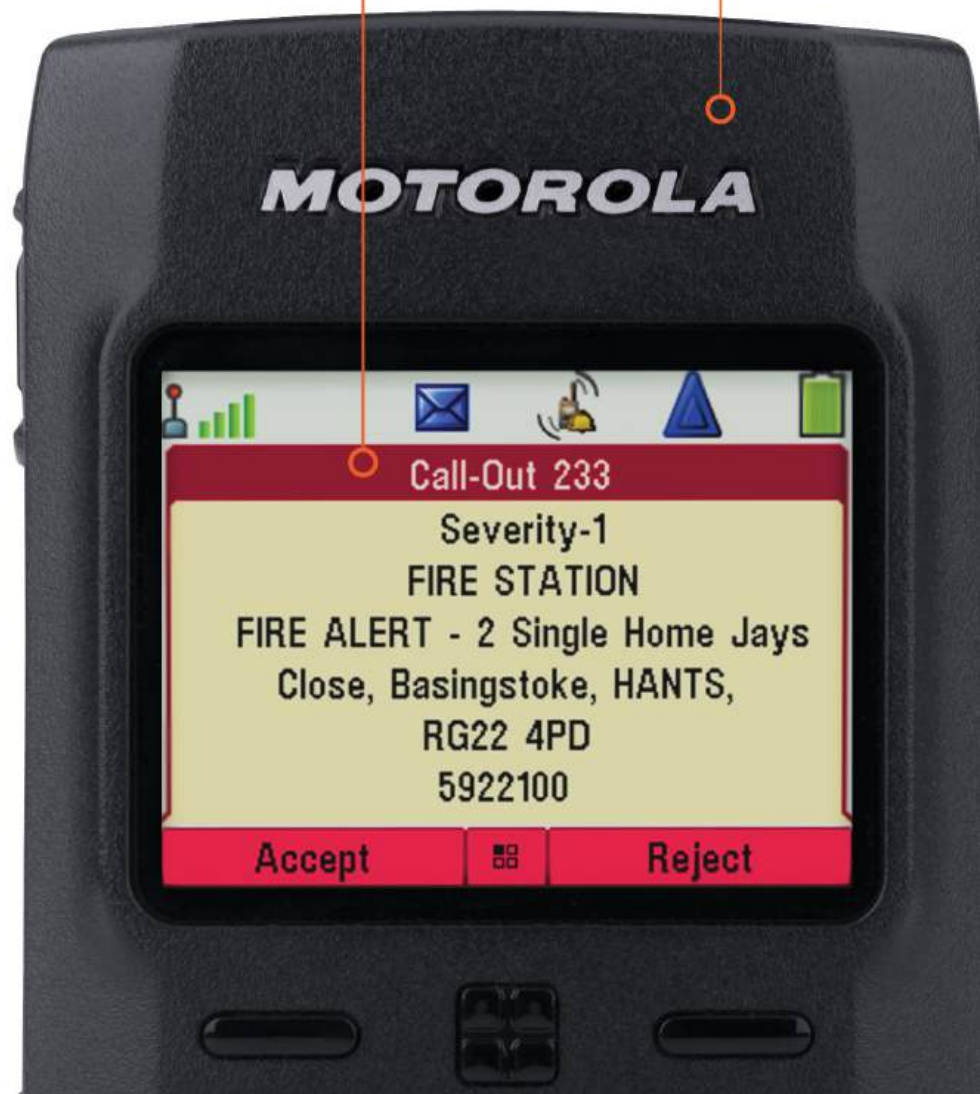 MOTOROLA
Call-Out 233
Severity-1
FIRE STATION
FIRE ALERT - 2 Single Home Jays
Close, Basingstoke, HANTS,
RG22 4PD
5922100
Accept Reject